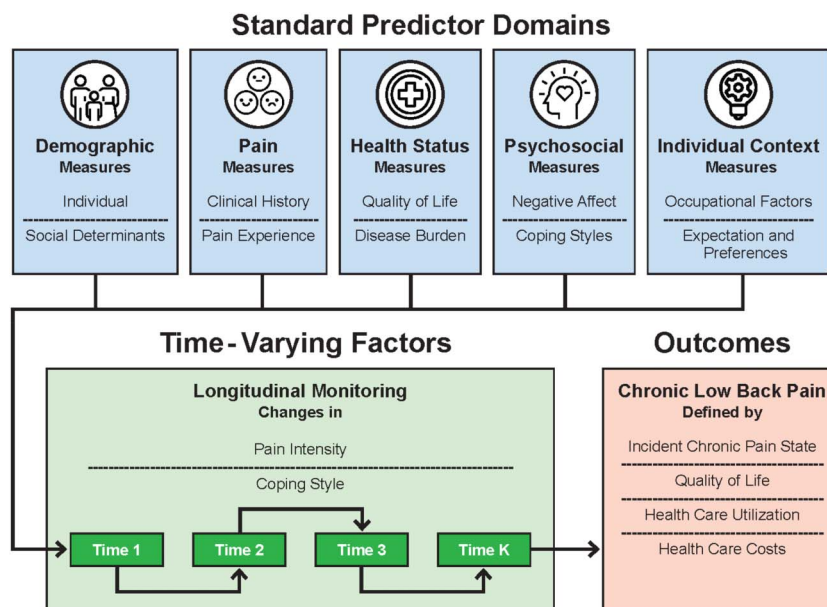 Standard Predictor Domains
Demographic
Measures
Individual
Social Determinants
Pain
Measures
Clinical History
Pain Experience
Health Status
Measures
Quality of Life
Disease Burden
Psychosocial
Measures
Negative Affect
Coping Styles
Individual Context
Measures
Occupational Factors
Expectation and
Preferences
Time-Varying Factors
Longitudinal Monitoring
Changes in
Pain Intensity
Coping Style
Time 1
Time 2
Time 3
Time K
Outcomes
Chronic Low Back Pain
Defined by
Incident Chronic Pain State
Quality of Life
Health Care Utilization
Health Care Costs